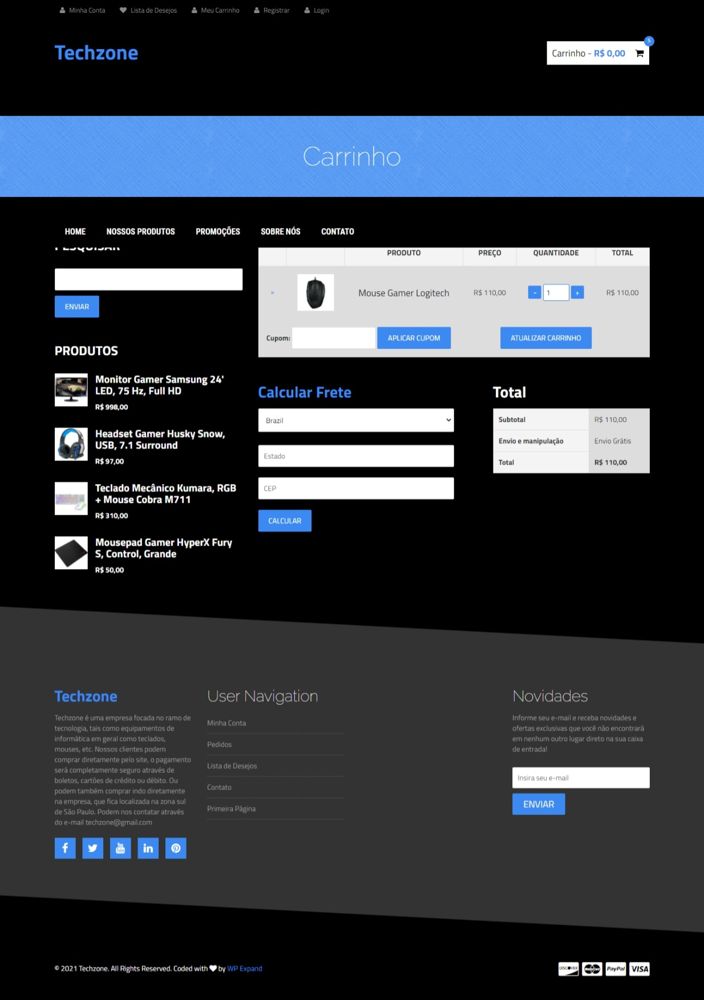 Minha Conta Lista de Desejos Meu Carrinho Registrar Login
Techzone
Carrinho - R$ 0,00
5
Carrinho
HOME NOSSOS PRODUTOS PROMOÇÕES SOBRE NÓS CONTATO
PESQUISAR
ENVIAR
PRODUTOS
Monitor Gamer Samsung 24'
LED, 75 Hz, Full HD
R$ 998,00
Headset Gamer Husky Snow,
USB, 7.1 Surround
R$ 97,00
Teclado Mecânico Kumara, RGB
+ Mouse Cobra M711
R$ 310,00
Mousepad Gamer HyperX Fury
S, Control, Grande
R$ 50,00
PRODUTO PREÇO QUANTIDADE TOTAL
× Mouse Gamer Logitech R$ 110,00 - 1 + R$ 110,00
Cupom: APLICAR CUPOM ATUALIZAR CARRINHO
Calcular Frete
Brazil
Estado
CEP
CALCULAR
Total
Subtotal R$ 110,00
Envio e manipulação Envio Grátis
Total R$ 110,00
Techzone
Techzone é uma empresa focada no ramo de
tecnologia, tais como equipamentos de
informática em geral como teclados,
mouses, etc. Nossos clientes podem
comprar diretamente pelo site, o pagamento
será completamente seguro através de
boletos, cartões de crédito ou débito. Ou
podem também comprar indo diretamente
na empresa, que fica localizada na zona sul
de São Paulo. Podem nos contatar através
do e-mail techzone@gmail.com
You Tube
in
User Navigation
Minha Conta
Pedidos
Lista de Desejos
Contato
Primeira Página
Novidades
Informe seu e-mail e receba novidades e
ofertas exclusivas que você não encontrará
em nenhum outro lugar direto na sua caixa
de entrada!
Insira seu e-mail
ENVIAR
© 2021 Techzone. All Rights Reserved. Coded with by WP Expand
DISCOVER MasterCard PayPal VISA